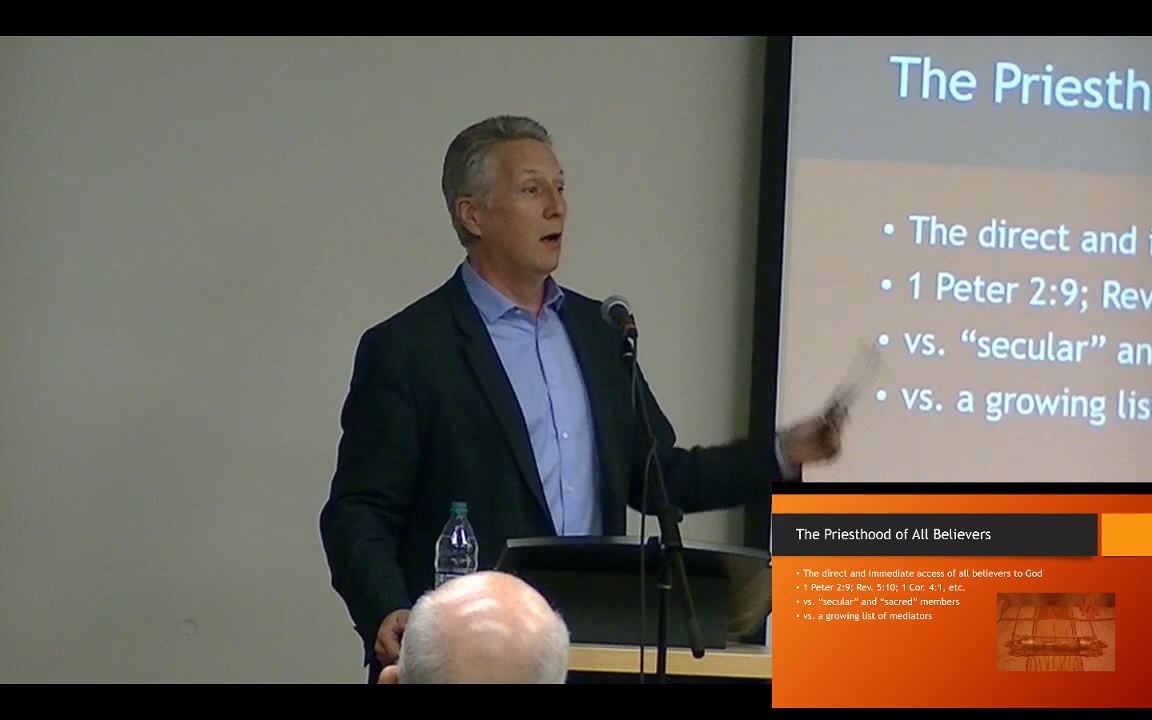 The Priesth
• The direct and
• 1 Peter 2:9; Rev
• vs. “secular” an
• vs. a growing lis
The Priesthood of All Believers
• The direct and immediate access of all believers to God
• 1 Peter 2:9; Rev. 5:10; 1 Cor. 4:1, etc.
• vs. “secular” and “sacred” members
• vs. a growing list of mediators